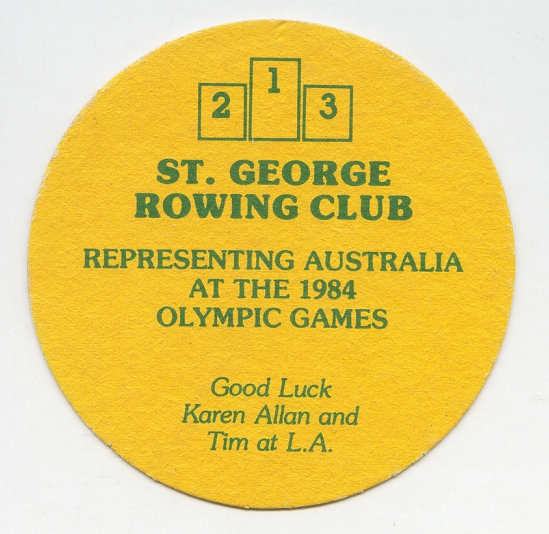 2 1 3
ST. GEORGE
ROWING CLUB
REPRESENTING AUSTRALIA
AT THE 1984
OLYMPIC GAMES
Good Luck
Karen Allan and
Tim at L.A.